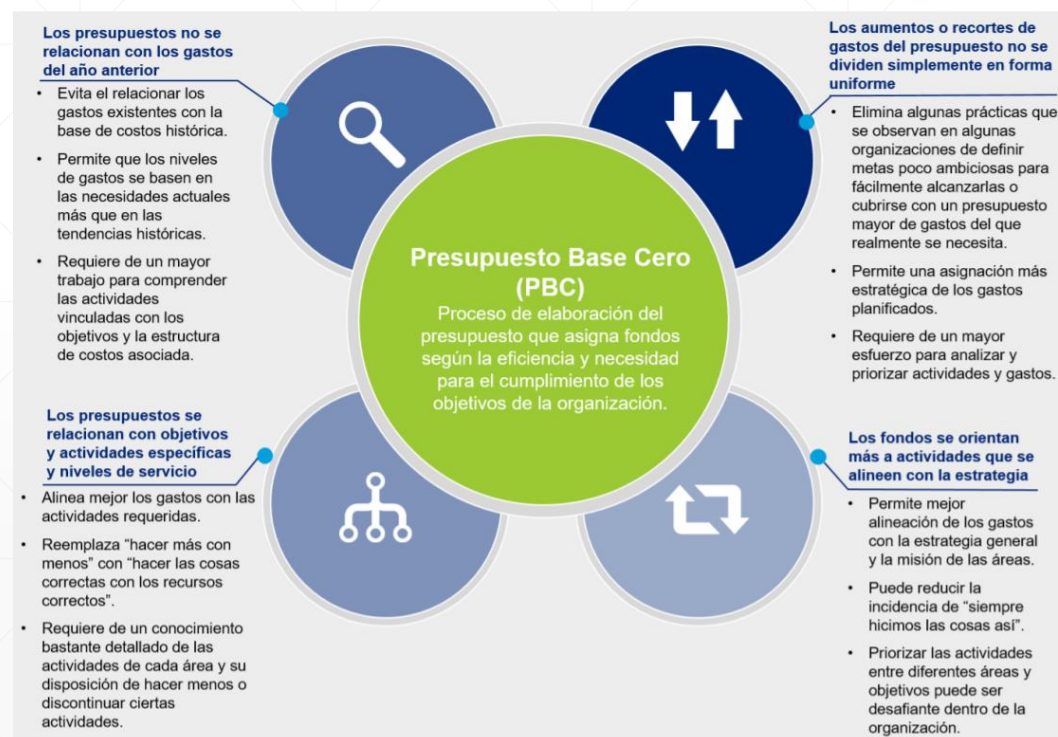 Los presupuestos no se
relacionan con los gastos
del año anterior
• Evita el relacionar los
gastos existentes con la
base de costos histórica.
• Permite que los niveles
de gastos se basen en
las necesidades actuales
más que en las
tendencias históricas.
• Requiere de un mayor
trabajo para comprender
las actividades
vinculadas con los
objetivos y la estructura
de costos asociada.
Los aumentos o recortes de
gastos del presupuesto no se
dividen simplemente en forma
uniforme
• Elimina algunas prácticas que
se observan en algunas
organizaciones de definir
metas poco ambiciosas para
fácilmente alcanzarlas o
cubrirse con un presupuesto
mayor de gastos del que
realmente se necesita.
• Permite una asignación más
estratégica de los gastos
planificados.
• Requiere de un mayor
esfuerzo para analizar y
priorizar actividades y gastos.
Presupuesto Base Cero
(PBC)
Proceso de elaboración del
presupuesto que asigna fondos
según la eficiencia y necesidad
para el cumplimiento de los
objetivos de la organización.
Los presupuestos se
relacionan con objetivos
y actividades específicas
y niveles de servicio
• Alinea mejor los gastos con las
actividades requeridas.
• Reemplaza “hacer más con
menos” con “hacer las cosas
correctas con los recursos
correctos”.
• Requiere de un conocimiento
bastante detallado de las
actividades de cada área y su
disposición de hacer menos o
discontinuar ciertas
actividades.
Los fondos se orientan
más a actividades que se
alineen con la estrategia
• Permite mejor
alineación de los gastos
con la estrategia general
y la misión de las áreas.
• Puede reducir la
incidencia de “siempre
hicimos las cosas así”.
• Priorizar las actividades
entre diferentes áreas y
objetivos puede ser
desafiante dentro de la
organización.